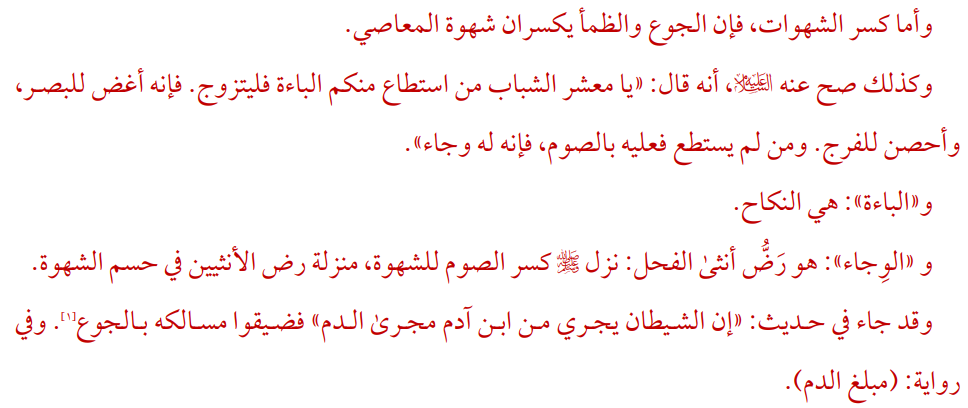 وأما كسر الشهوات، فإن الجوع والظمأ يكسران شهوة المعاصي.
وكذلك صح عنه ﷺ، أنه قال: «يا معشر الشباب من استطاع منكم الباءة فليتزوج. فإنه أغض للبصر،
وأحصن للفرج. ومن لم يستطع فعليه بالصوم، فإنه له وجاء».
و«الباءة»: هي النكاح.
و «الوِجاء»: هو رَضُّ أنثىٰ الفحل: نزل ﷺ كسر الصوم للشهوة، منزلة رض الأنثيين في حسم الشهوة.
وقد جاء في حديث: «إن الشيطان يجري من ابن آدم مجرىٰ الدم» فضيقوا مسالكه بالجوع[١]. وفي
رواية: (مبلغ الدم).